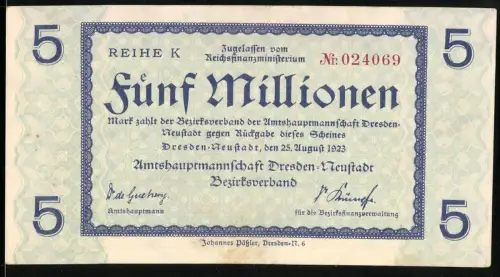 5 5
REIHE K Zugelassen vom Reichsfinanzministerium № 024069
Fünf Millionen
Mark zahlt der Bezirksverband der Amtshauptmannschaft Dresden-
Neustadt gegen Rückgabe dieses Scheines
Dresden-Neustadt, den 25. August 1923
Amtshauptmannschaft Dresden-Neustadt
Bezirksverband
Amtshauptmann für die Bezirksfinanzverwaltung
5 5
Johannes Päßler, Dresden-N. 6